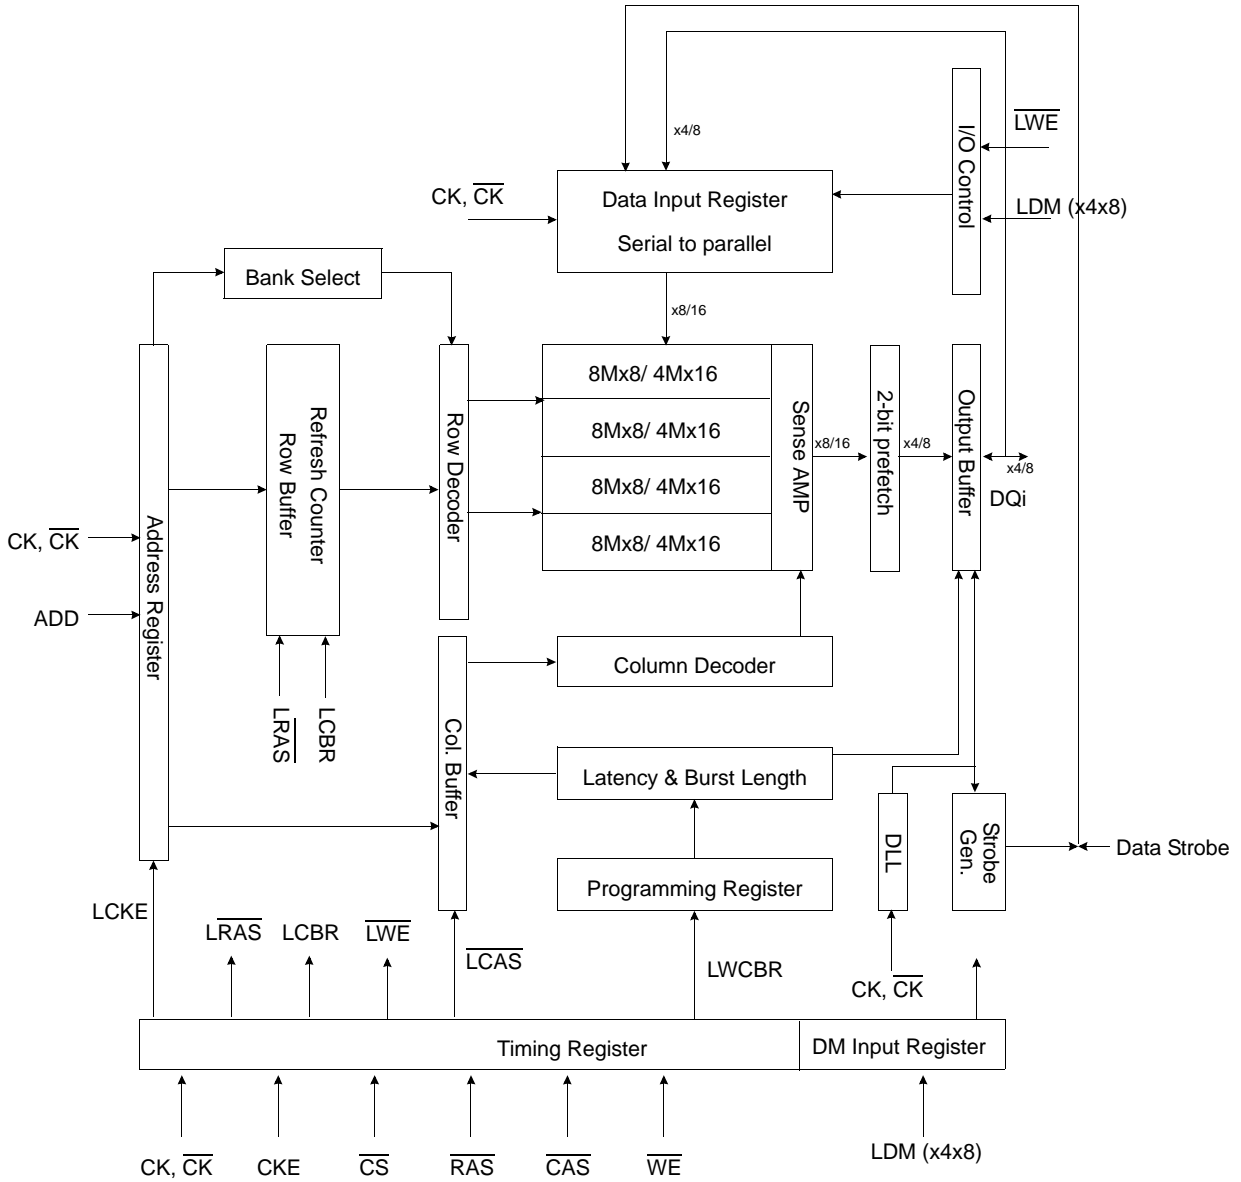 x4/8
I/O Control
LWE
LDM (x4x8)
CK, CK
Data Input Register
Serial to parallel
Bank Select
x8/16
Address Register
Refresh Counter
Row Buffer
Row Decoder
8Mx8/ 4Mx16
8Mx8/ 4Mx16
8Mx8/ 4Mx16
8Mx8/ 4Mx16
Sense AMP
x8/16
2-bit prefetch
x4/8
Output Buffer
x4/8
DQi
CK, CK
ADD
LRAS
LCBR
Col. Buffer
Column Decoder
Latency & Burst Length
Programming Register
DLL
Strobe
Gen.
Data Strobe
LCKE
LRAS
LCBR
LWE
LCAS
LWCBR
CK, CK
Timing Register
DM Input Register
CK, CK
CKE
CS
RAS
CAS
WE
LDM (x4x8)